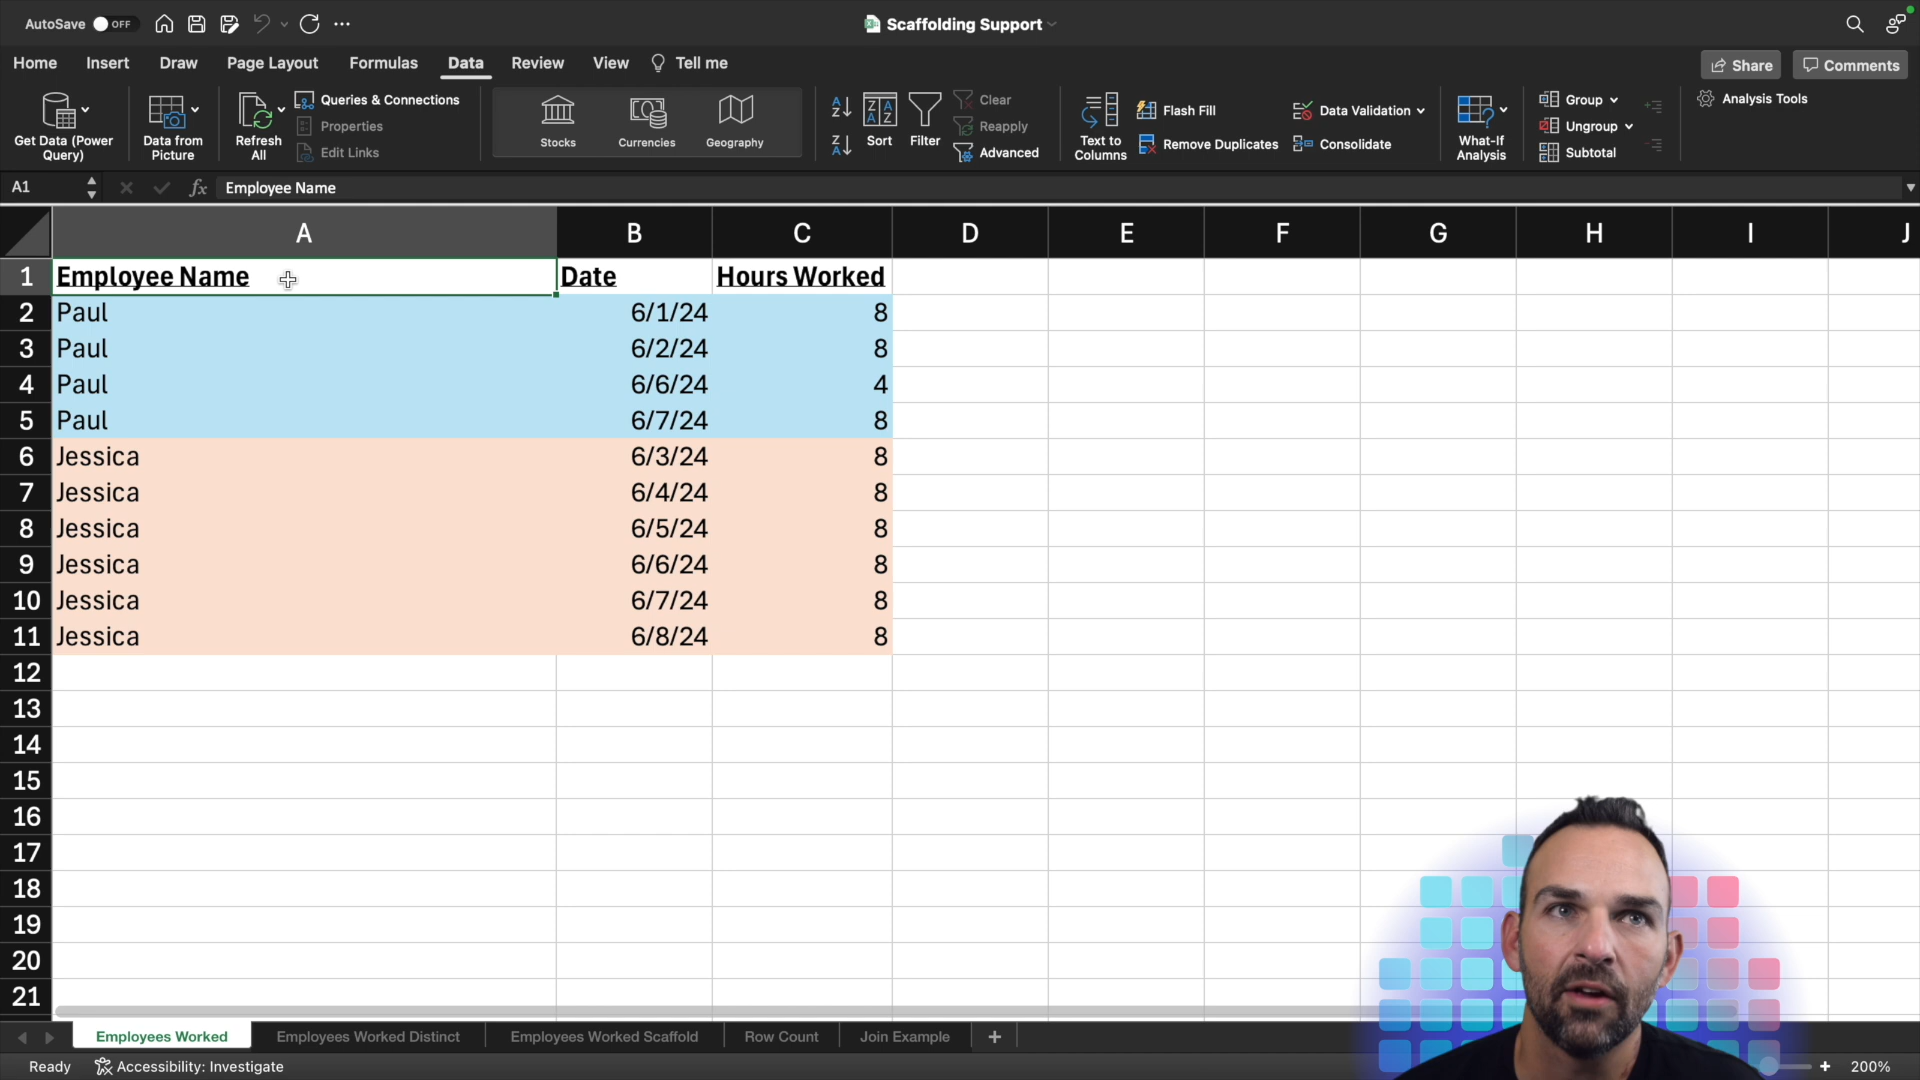 AutoSave OFF
Scaffolding Support
Home Insert Draw Page Layout Formulas Data Review View Tell me
Share Comments
Get Data (Power Query)
Data from Picture
Refresh All
Queries & Connections
Properties
Edit Links
Stocks
Currencies
Geography
Sort
Filter
Clear
Reapply
Advanced
Text to Columns
Flash Fill
Remove Duplicates
Data Validation
Consolidate
What-If Analysis
Group
Ungroup
Subtotal
Analysis Tools
A1 fx Employee Name
A B C D E F G H I J
1 Employee Name Date Hours Worked
2 Paul 6/1/24 8
3 Paul 6/2/24 8
4 Paul 6/6/24 4
5 Paul 6/7/24 8
6 Jessica 6/3/24 8
7 Jessica 6/4/24 8
8 Jessica 6/5/24 8
9 Jessica 6/6/24 8
10 Jessica 6/7/24 8
11 Jessica 6/8/24 8
12
13
14
15
16
17
18
19
20
21
Employees Worked Employees Worked Distinct Employees Worked Scaffold Row Count Join Example +
Ready Accessibility: Investigate + 200%